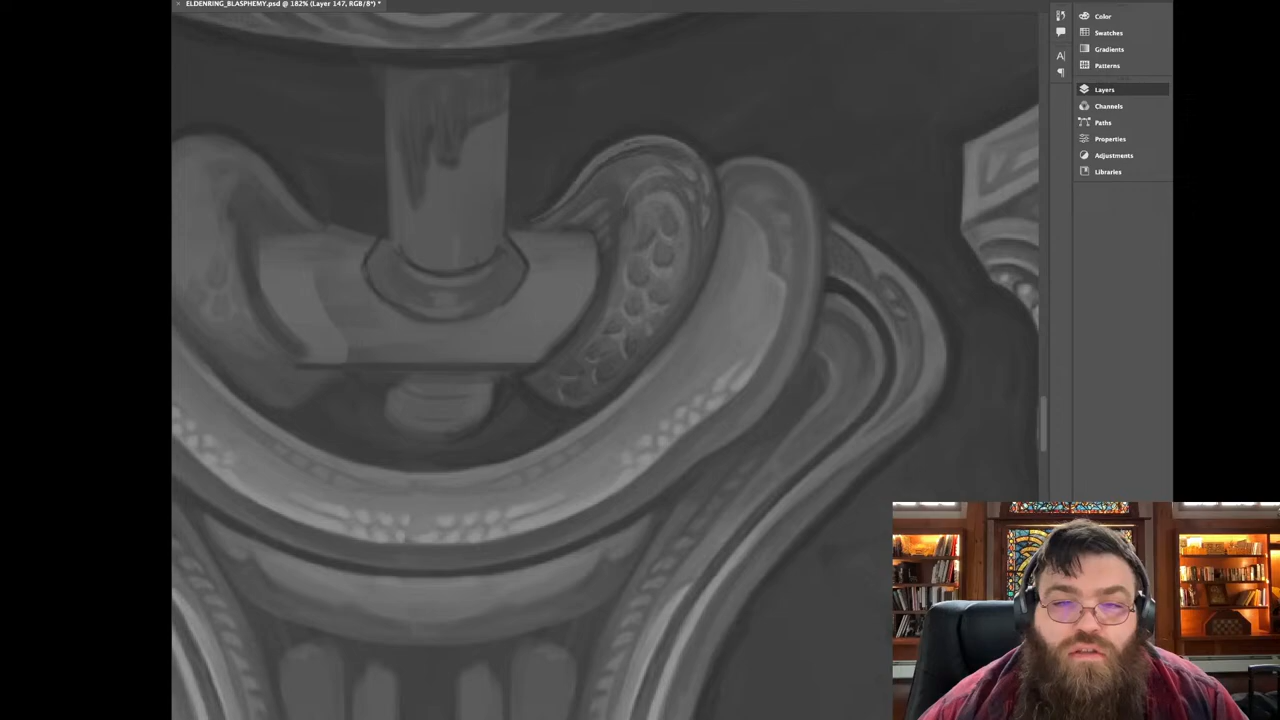 ELDENRING_BLASPHEMY.psd @ 182% (Layer 147, RGB/8*) *
Color
Swatches
Gradients
Patterns
Layers
Channels
Paths
Properties
Adjustments
Libraries